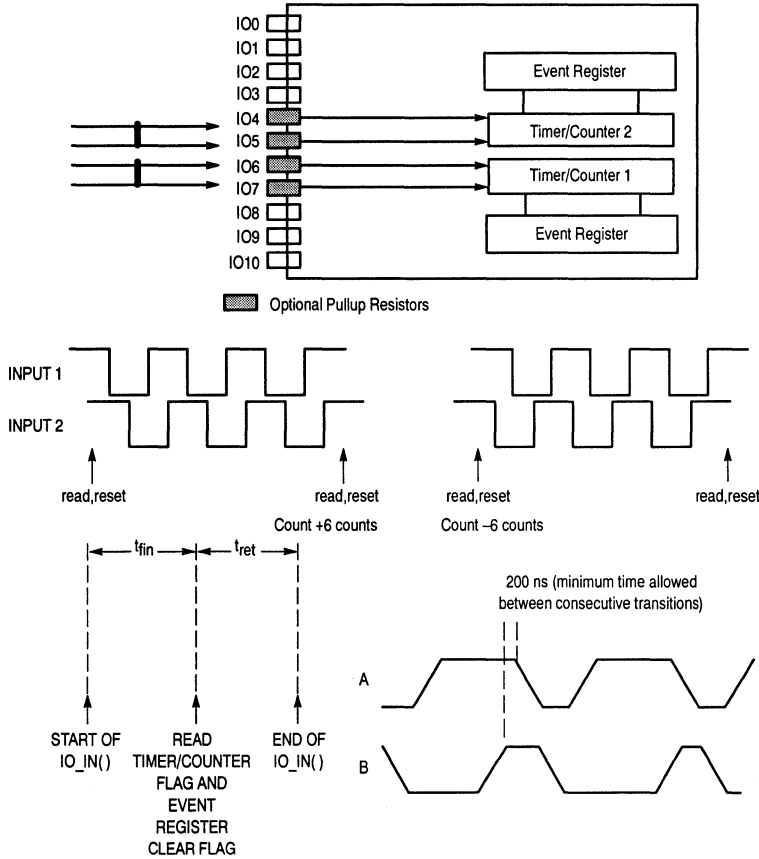 IO0
IO1
IO2
IO3
IO4
IO5
IO6
IO7
IO8
IO9
IO10
Event Register
Timer/Counter 2
Timer/Counter 1
Event Register
Optional Pullup Resistors
INPUT 1
INPUT 2
read,reset
read,reset
read,reset
read,reset
Count +6 counts
Count –6 counts
tfin
tret
START OF
IO_IN( )
READ
TIMER/COUNTER
FLAG AND
EVENT
REGISTER
CLEAR FLAG
END OF
IO_IN( )
200 ns (minimum time allowed
between consecutive transitions)
A
B